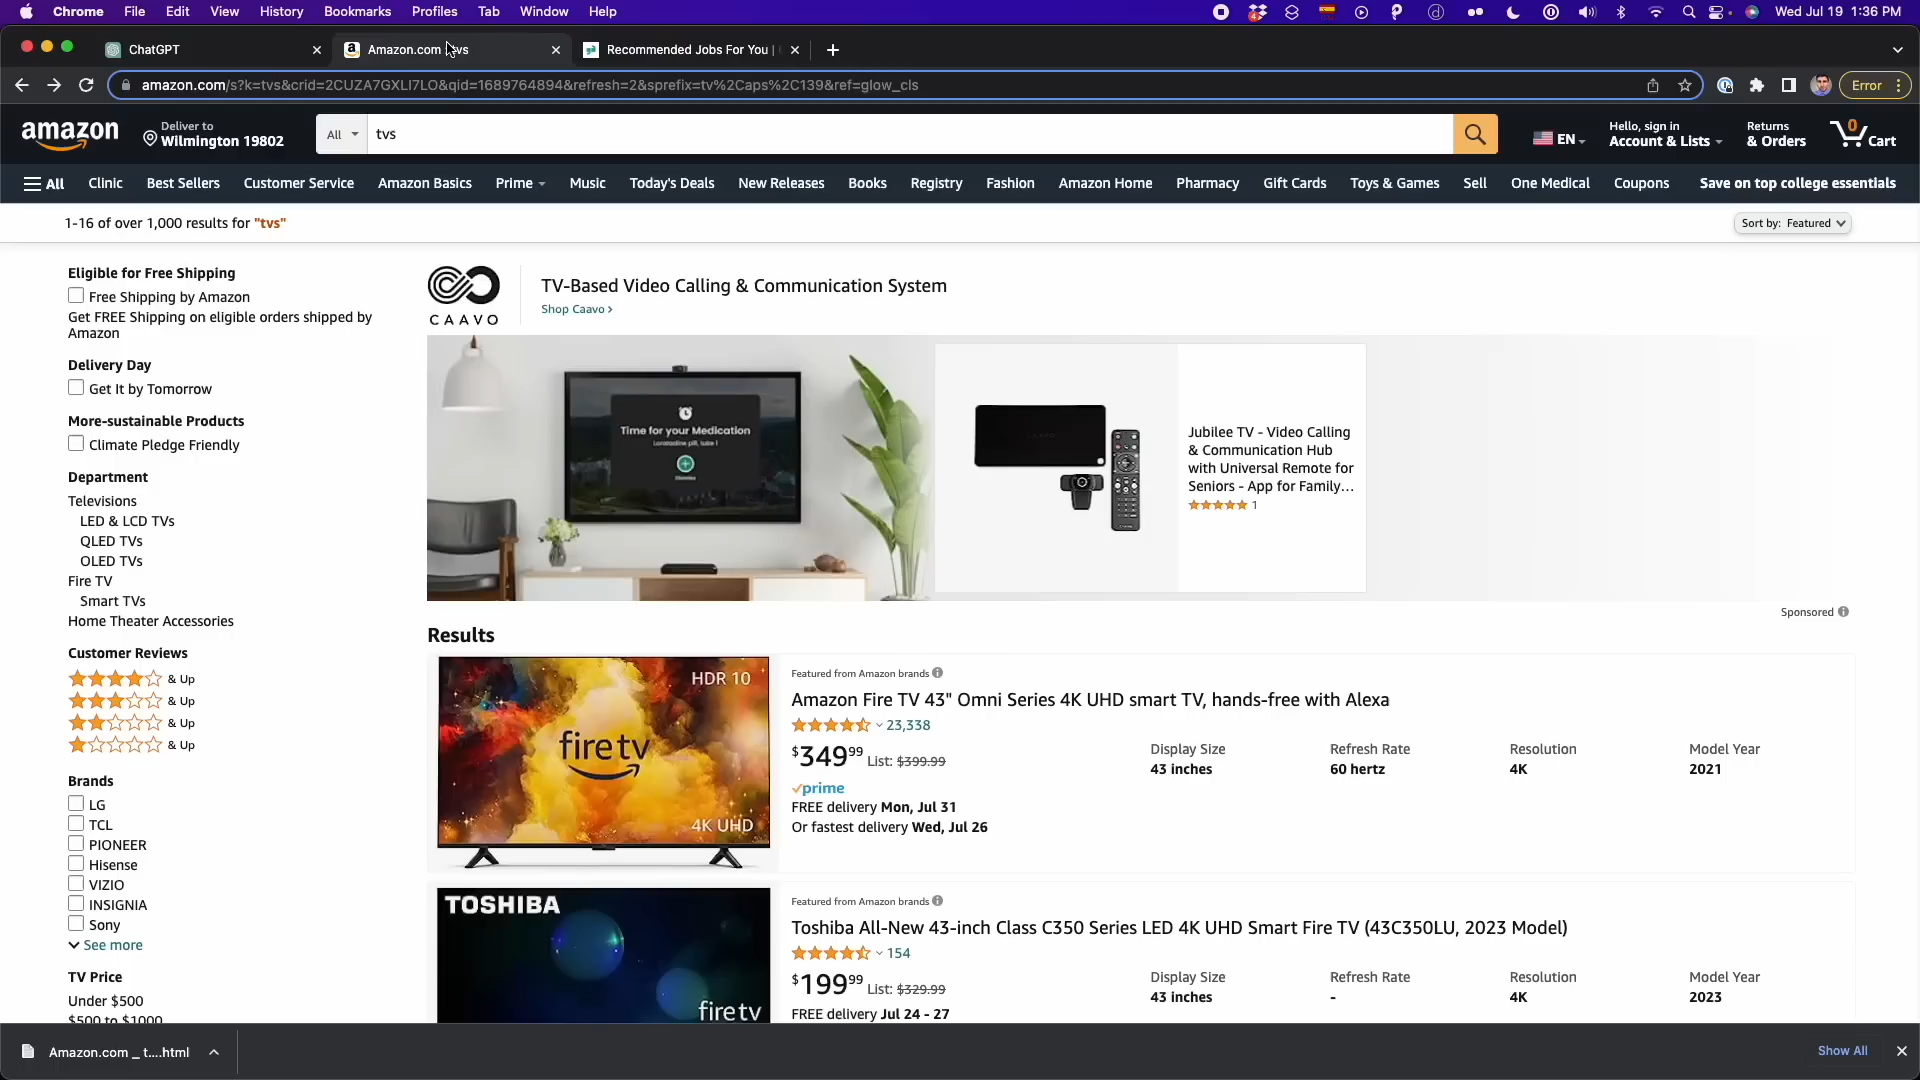 Chrome File Edit View History Bookmarks Profiles Tab Window Help Wed Jul 19 1:36 PM
ChatGPT
Amazon.com
Recommended Jobs For You |
amazon.com/s?k=tvs&crid=2CUZA7GXLI7LO&qid=1689764894&refresh=2&sprefix=tv%2Caps%2C139&ref=glow_cls
Error
amazon
Deliver to
Wilmington 19802
All
tvs
EN
Hello, sign in
Account & Lists
Returns
& Orders
0
Cart
All Clinic Best Sellers Customer Service Amazon Basics Prime Music Today's Deals New Releases Books Registry Fashion Amazon Home Pharmacy Gift Cards Toys & Games Sell One Medical Coupons Save on top college essentials
1-16 of over 1,000 results for "tvs"
Sort by: Featured
Eligible for Free Shipping
Free Shipping by Amazon
Get FREE Shipping on eligible orders shipped by
Amazon
Delivery Day
Get It by Tomorrow
More-sustainable Products
Climate Pledge Friendly
Department
Televisions
LED & LCD TVs
QLED TVs
OLED TVs
Fire TV
Smart TVs
Home Theater Accessories
Customer Reviews
& Up
& Up
& Up
& Up
Brands
LG
TCL
PIONEER
Hisense
VIZIO
INSIGNIA
Sony
See more
TV Price
Under $500
$500 to $1000
CAAVO
TV-Based Video Calling & Communication System
Shop Caavo ›
Time for your Medication
Loratadine pill, take 1
Dismiss
Jubilee TV - Video Calling
& Communication Hub
with Universal Remote for
Seniors - App for Family...
1
Sponsored
Results
HDR 10
fire tv
4K UHD
Featured from Amazon brands
Amazon Fire TV 43" Omni Series 4K UHD smart TV, hands-free with Alexa
23,338
$349.99 List: $399.99
prime
FREE delivery Mon, Jul 31
Or fastest delivery Wed, Jul 26
Display Size
43 inches
Refresh Rate
60 hertz
Resolution
4K
Model Year
2021
TOSHIBA
fire tv
Featured from Amazon brands
Toshiba All-New 43-inch Class C350 Series LED 4K UHD Smart Fire TV (43C350LU, 2023 Model)
154
$199.99 List: $329.99
FREE delivery Jul 24 - 27
Display Size
43 inches
Refresh Rate
-
Resolution
4K
Model Year
2023
Amazon.com _ t....html
Show All